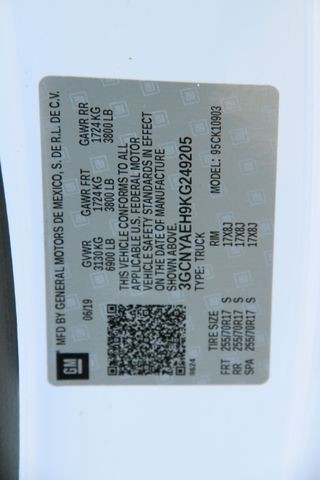 GM
MFD BY GENERAL MOTORS DE MEXICO, S. DE R.L. DE C.V.
06/19
GVWR GAWR FRT GAWR RR
3130 KG 1724 KG 1724 KG
6900 LB 3800 LB 3800 LB
THIS VEHICLE CONFORMS TO ALL
APPLICABLE U.S. FEDERAL MOTOR
VEHICLE SAFETY STANDARDS IN EFFECT
ON THE DATE OF MANUFACTURE
SHOWN ABOVE.
3GCNYAEH9KG249205
TYPE: TRUCK MODEL: 95CK10903
TIRE SIZE RIM
FRT 255/70R17 S 17X8J
RR 255/70R17 S 17X8J
SPA 255/70R17 S 17X8J